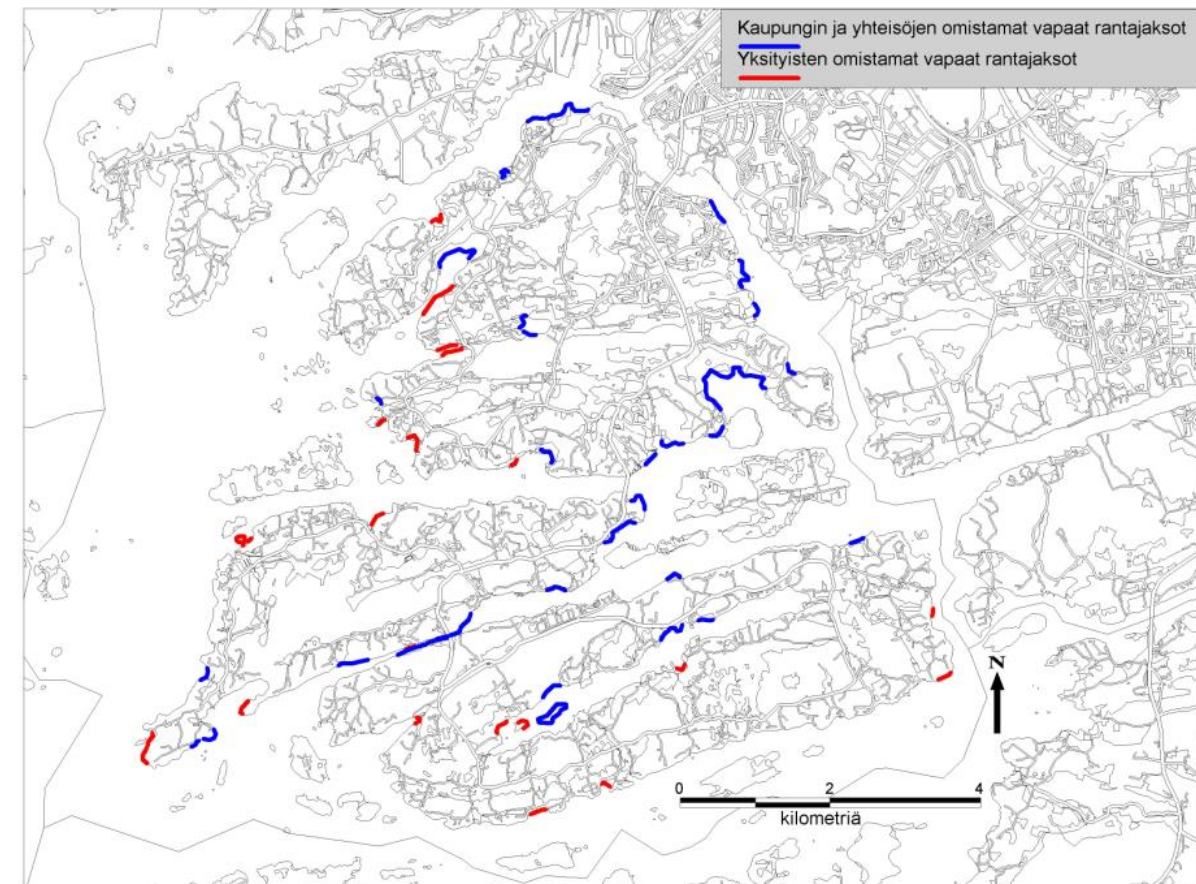 Kaupungin ja yhteisöjen omistamat vapaat rantajaksot
Yksityisten omistamat vapaat rantajaksot
N
0 2 4
kilometriä